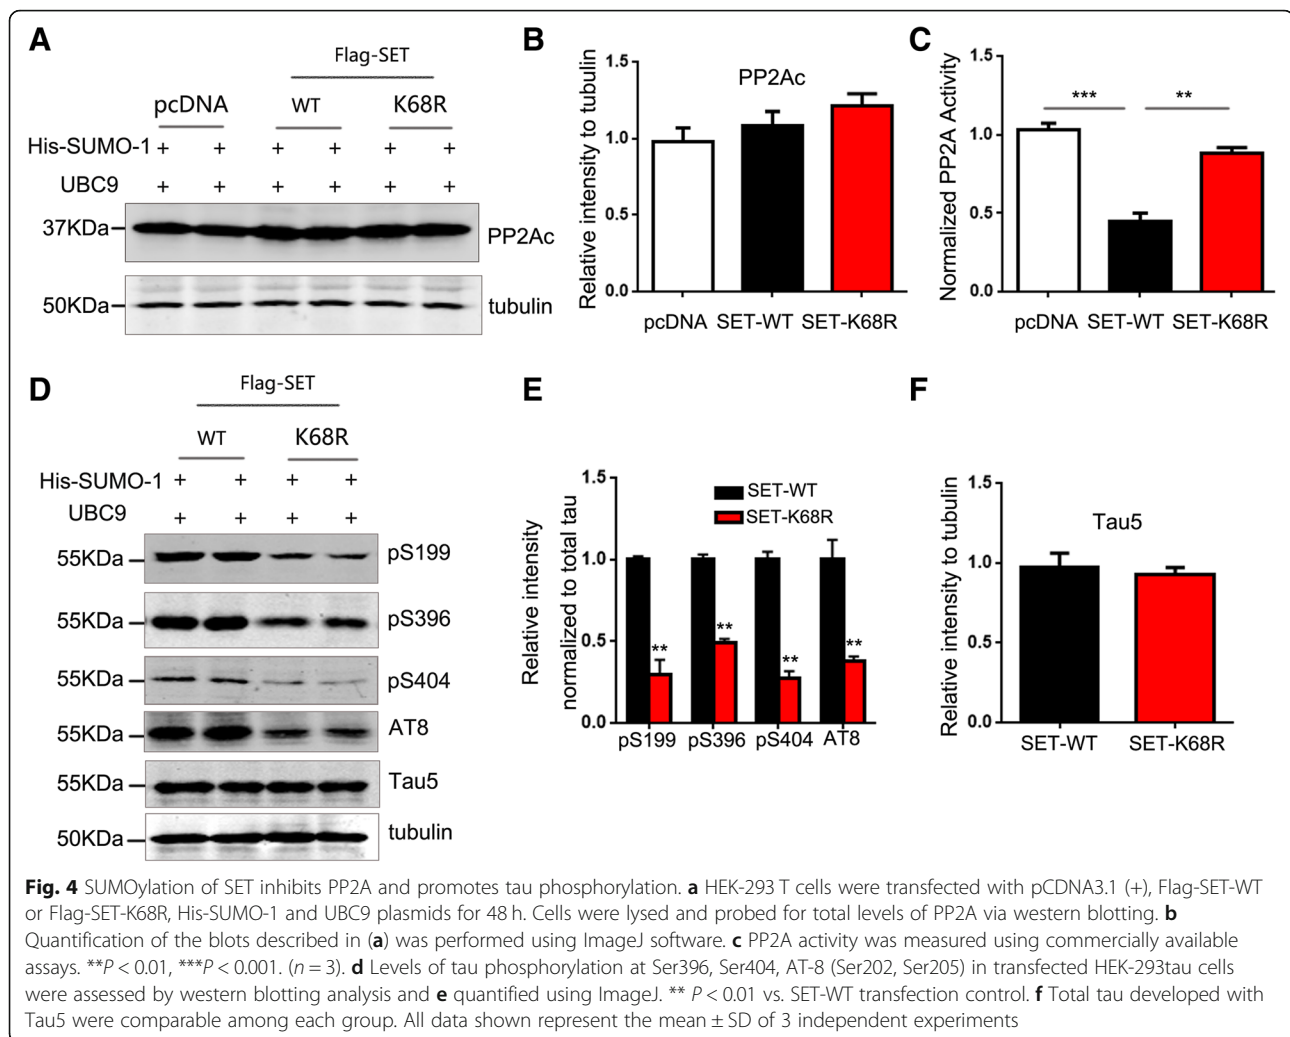 A
Flag-SET
pcDNA WT K68R
His-SUMO-1 + + + + + +
UBC9 + + + + + +
37KDa PP2Ac
50KDa tubulin
B
Relative intensity to tubulin
PP2Ac
1.5
1.0
0.5
0.0
pcDNA SET-WT SET-K68R
C
Normalized PP2A Activity
1.5
1.0
0.5
0.0
*** **
pcDNA SET-WT SET-K68R
D
Flag-SET
WT K68R
His-SUMO-1 + + + +
UBC9 + + + +
55KDa pS199
55KDa pS396
55KDa pS404
55KDa AT8
55KDa Tau5
50KDa tubulin
E
Relative intensity
normalized to total tau
1.5
1.0
0.5
0.0
SET-WT
SET-K68R
** ** ** **
pS199 pS396 pS404 AT8
F
Relative intensity to tubulin
Tau5
1.5
1.0
0.5
0.0
SET-WT SET-K68R
Fig. 4 SUMOylation of SET inhibits PP2A and promotes tau phosphorylation. a HEK-293 T cells were transfected with pCDNA3.1 (+), Flag-SET-WT
or Flag-SET-K68R, His-SUMO-1 and UBC9 plasmids for 48 h. Cells were lysed and probed for total levels of PP2A via western blotting. b
Quantification of the blots described in (a) was performed using ImageJ software. c PP2A activity was measured using commercially available
assays. **P < 0.01, ***P < 0.001. (n = 3). d Levels of tau phosphorylation at Ser396, Ser404, AT-8 (Ser202, Ser205) in transfected HEK-293tau cells
were assessed by western blotting analysis and e quantified using ImageJ. ** P < 0.01 vs. SET-WT transfection control. f Total tau developed with
Tau5 were comparable among each group. All data shown represent the mean ± SD of 3 independent experiments